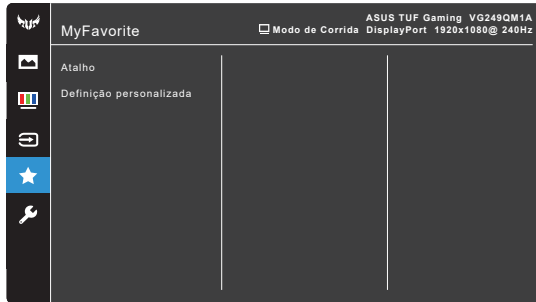 ASUS TUF Gaming VG249QM1A
MyFavorite
Modo de Corrida DisplayPort 1920x1080@ 240Hz
Atalho
Definição personalizada